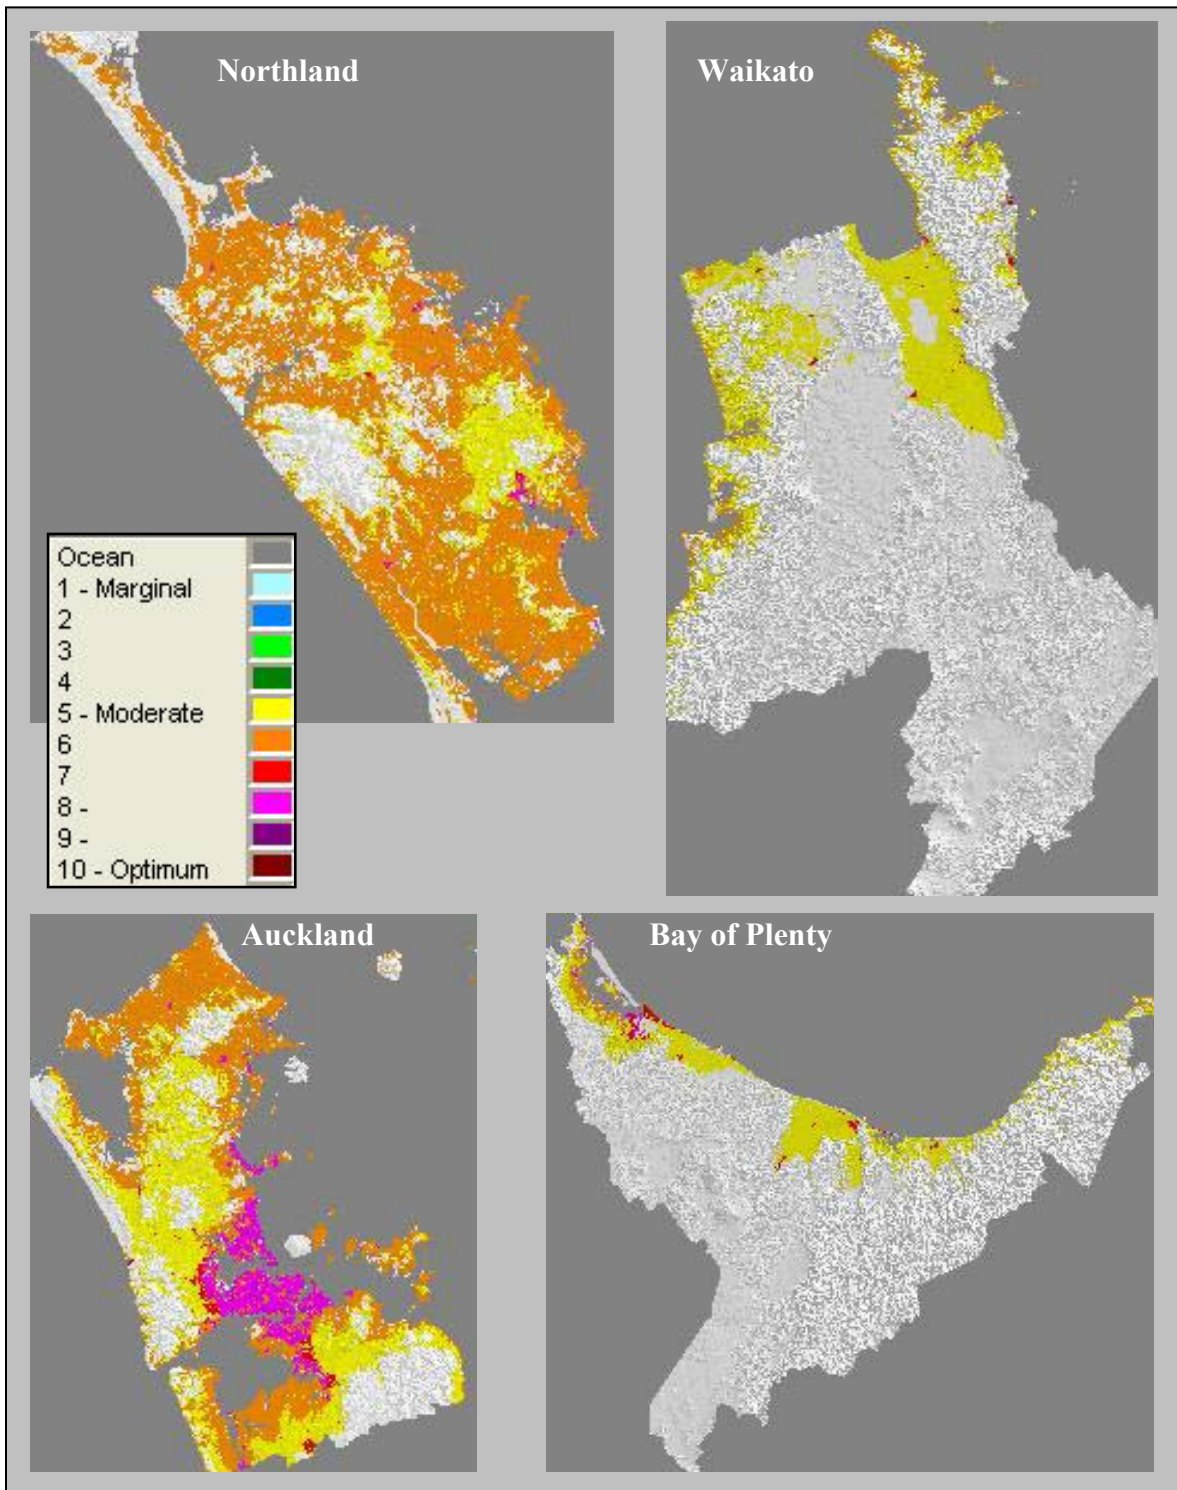 Northland
Waikato
Ocean
1 - Marginal
2
3
4
5 - Moderate
6
7
8 -
9 -
10 - Optimum
Auckland
Bay of Plenty